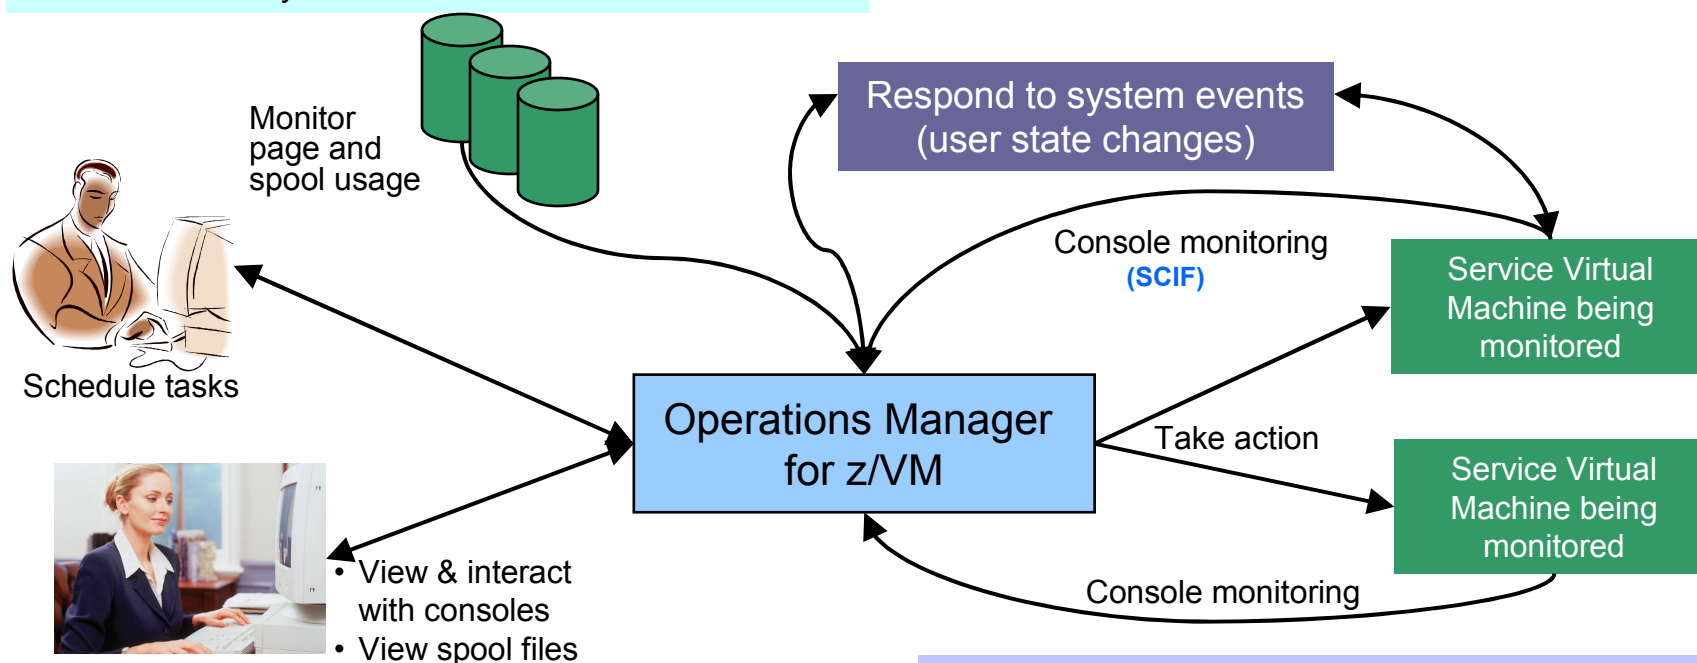 Monitor
page and
spool usage
Respond to system events
(user state changes)
Console monitoring
(SCIF)
Service Virtual
Machine being
monitored
Schedule tasks
Operations Manager
for z/VM
Take action
Service Virtual
Machine being
monitored
• View & interact
with consoles
• View spool files
Console monitoring